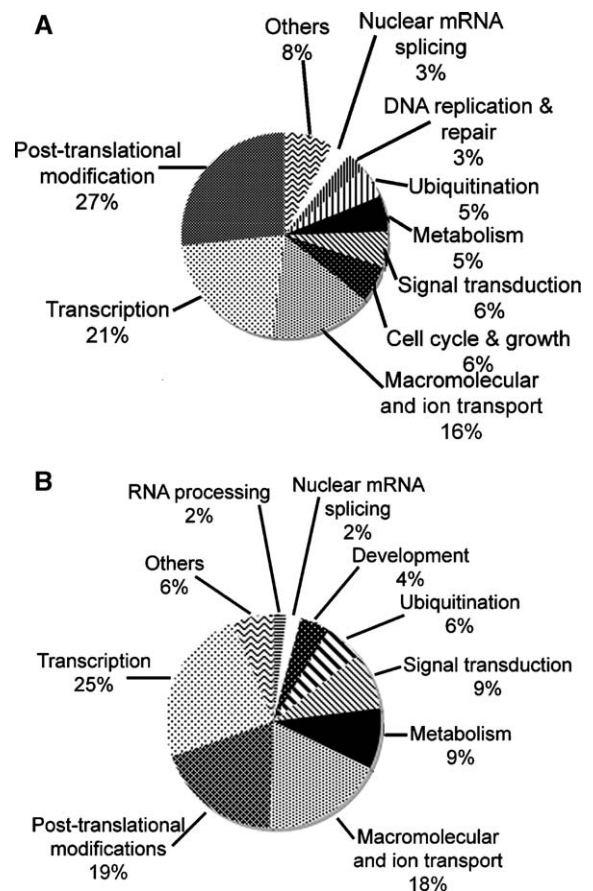 A
Others
8%
Nuclear mRNA
splicing
3%
DNA replication &
repair
3%
Ubiquitination
5%
Metabolism
5%
Signal transduction
6%
Cell cycle & growth
6%
Macromolecular
and ion transport
16%
Transcription
21%
Post-translational
modification
27%
B
RNA processing
2%
Nuclear mRNA
splicing
2%
Development
4%
Ubiquitination
6%
Signal transduction
9%
Metabolism
9%
Macromolecular
and ion transport
18%
Post-translational
modifications
19%
Transcription
25%
Others
6%